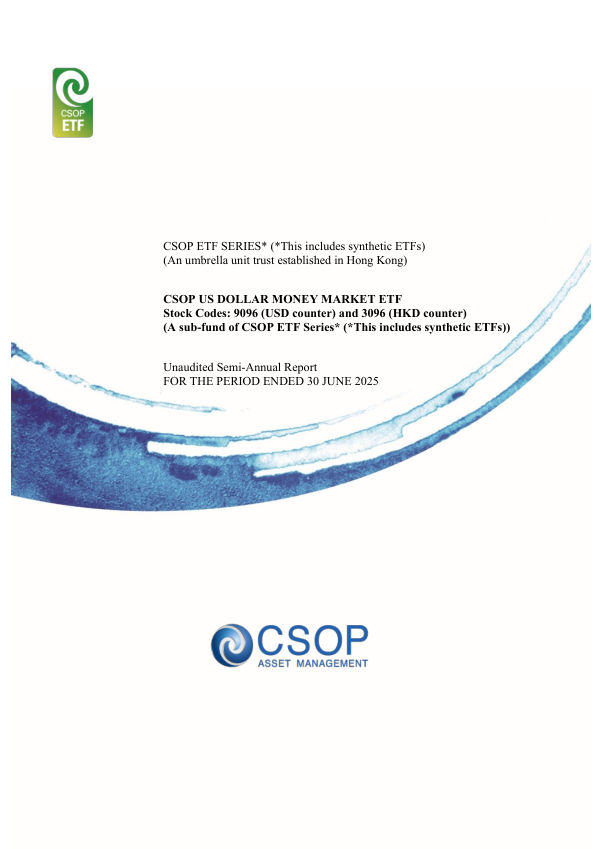 CSOP
ETF
CSOP ETF SERIES* (*This includes synthetic ETFs)
(An umbrella unit trust established in Hong Kong)
CSOP US DOLLAR MONEY MARKET ETF
Stock Codes: 9096 (USD counter) and 3096 (HKD counter)
(A sub-fund of CSOP ETF Series* (*This includes synthetic ETFs))
Unaudited Semi-Annual Report
FOR THE PERIOD ENDED 30 JUNE 2025
CSOP
ASSET MANAGEMENT